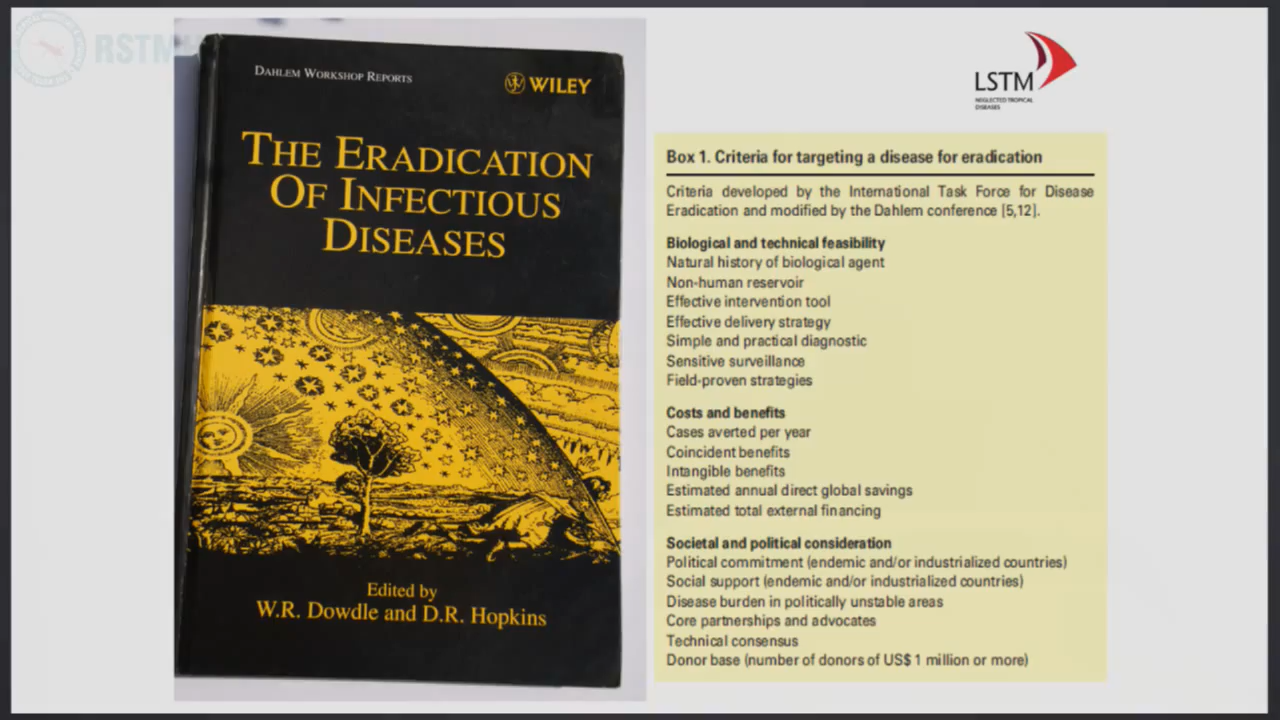 RSTMH
DAHLEM WORKSHOP REPORTS
WILEY
THE ERADICATION
OF INFECTIOUS
DISEASES
Edited by
W.R. Dowdle and D.R. Hopkins
LSTM
NEGLECTED TROPICAL
DISEASES
Box 1. Criteria for targeting a disease for eradication
Criteria developed by the International Task Force for Disease
Eradication and modified by the Dahlem conference [5,12].
Biological and technical feasibility
Natural history of biological agent
Non-human reservoir
Effective intervention tool
Effective delivery strategy
Simple and practical diagnostic
Sensitive surveillance
Field-proven strategies
Costs and benefits
Cases averted per year
Coincident benefits
Intangible benefits
Estimated annual direct global savings
Estimated total external financing
Societal and political consideration
Political commitment (endemic and/or industrialized countries)
Social support (endemic and/or industrialized countries)
Disease burden in politically unstable areas
Core partnerships and advocates
Technical consensus
Donor base (number of donors of US$ 1 million or more)